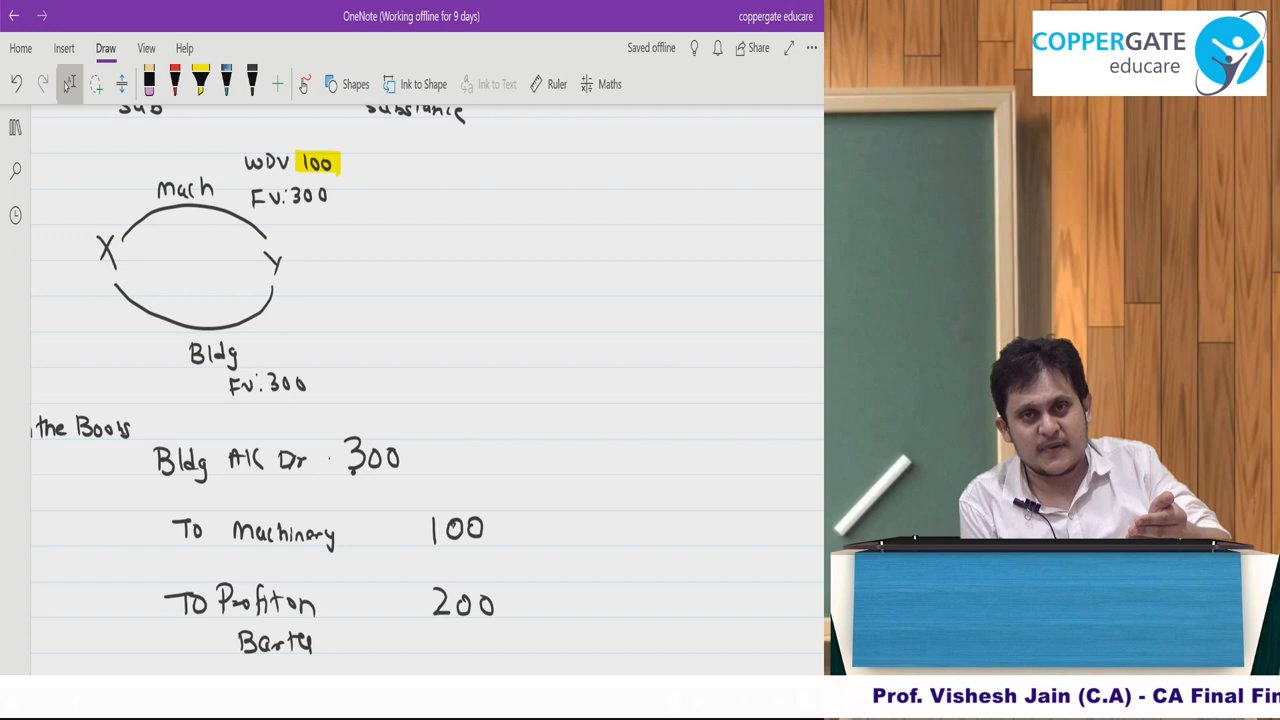 OneNote (Working offline for 9 days)
coppergate educare
Home Insert Draw View Help
Saved offline Share
Shapes Ink to Shape Ink to Text Ruler Maths
COPPERGATE
educare
Sub Substance
WDV 100
Mach
FV: 300
X Y
Bldg
FV: 300
the Books
Bldg A/c Dr . 300
To Machinery 100
To Profit on 200
Barter
Prof. Vishesh Jain (C.A) - CA Final Fin